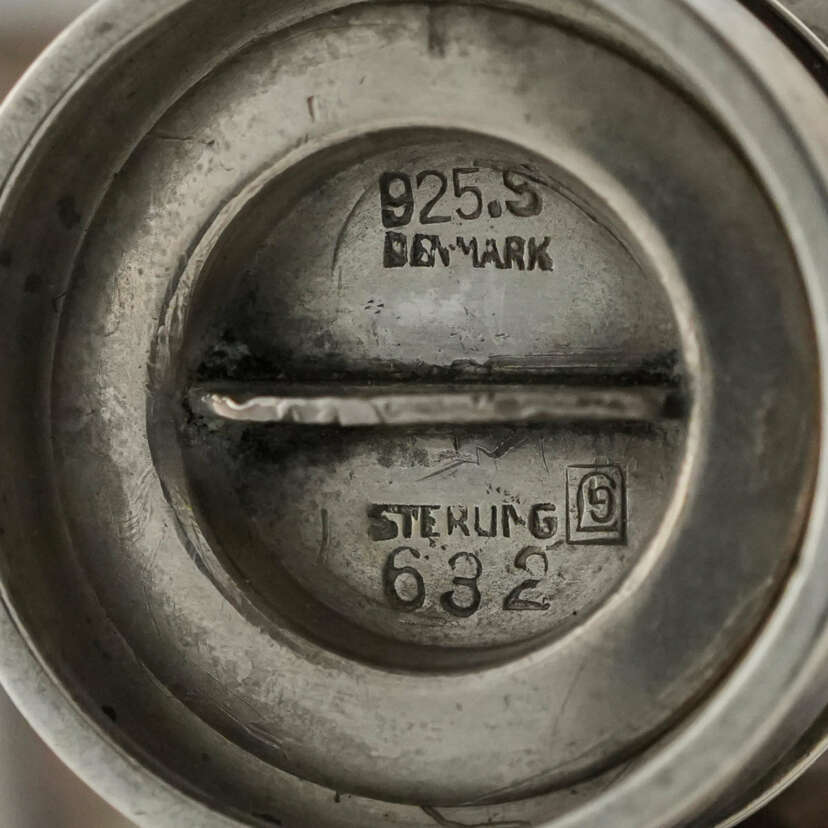 925.S
DENMARK
STERLING
632